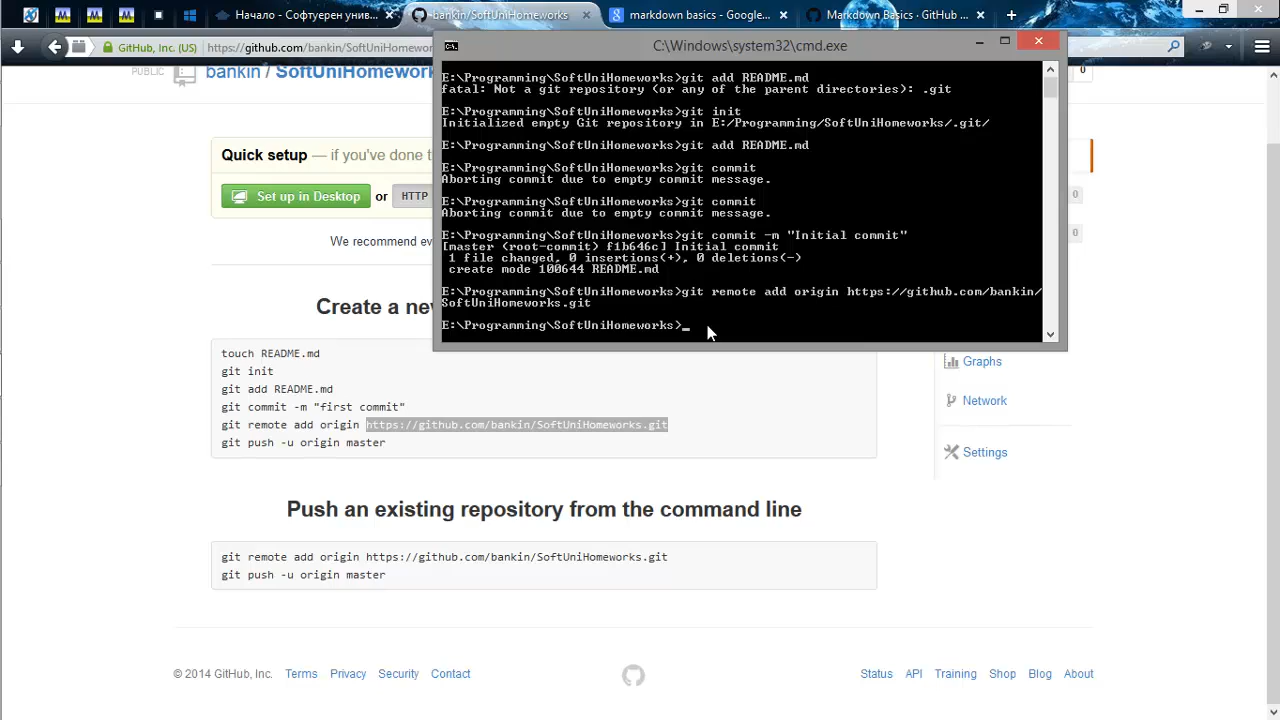 Начало - Софтуерен унив...
bankin/SoftUniHomeworks
markdown basics - Google...
Markdown Basics · GitHub ...
GitHub, Inc. (US)
https://github.com/bankin/SoftUniHomewor
C:\Windows\system32\cmd.exe
PUBLIC
bankin / SoftUniHomework
0
E:\Programming\SoftUniHomeworks>git add README.md
fatal: Not a git repository (or any of the parent directories): .git
E:\Programming\SoftUniHomeworks>git init
Initialized empty Git repository in E:/Programming/SoftUniHomeworks/.git/
E:\Programming\SoftUniHomeworks>git add README.md
E:\Programming\SoftUniHomeworks>git commit
Aborting commit due to empty commit message.
E:\Programming\SoftUniHomeworks>git commit
Aborting commit due to empty commit message.
E:\Programming\SoftUniHomeworks>git commit -m "Initial commit"
[master (root-commit) f1b646c] Initial commit
1 file changed, 0 insertions(+), 0 deletions(-)
create mode 100644 README.md
E:\Programming\SoftUniHomeworks>git remote add origin https://github.com/bankin/
SoftUniHomeworks.git
E:\Programming\SoftUniHomeworks>_
Quick setup — if you've done t
Set up in Desktop or HTTP
0
We recommend ev
0
Create a ne
touch README.md
git init
git add README.md
git commit -m "first commit"
git remote add origin https://github.com/bankin/SoftUniHomeworks.git
git push -u origin master
Graphs
Network
Settings
Push an existing repository from the command line
git remote add origin https://github.com/bankin/SoftUniHomeworks.git
git push -u origin master
© 2014 GitHub, Inc. Terms Privacy Security Contact
Status API Training Shop Blog About